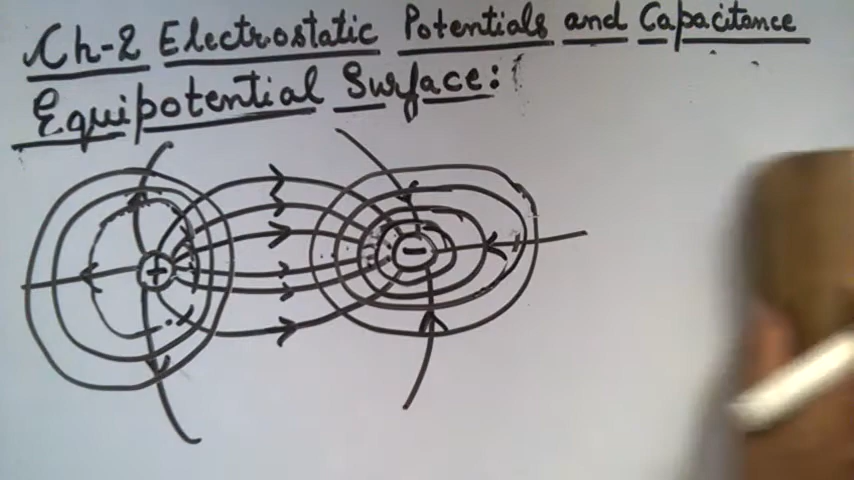 Ch-2 Electrostatic Potentials and Capacitance
Equipotential Surface:
+ -